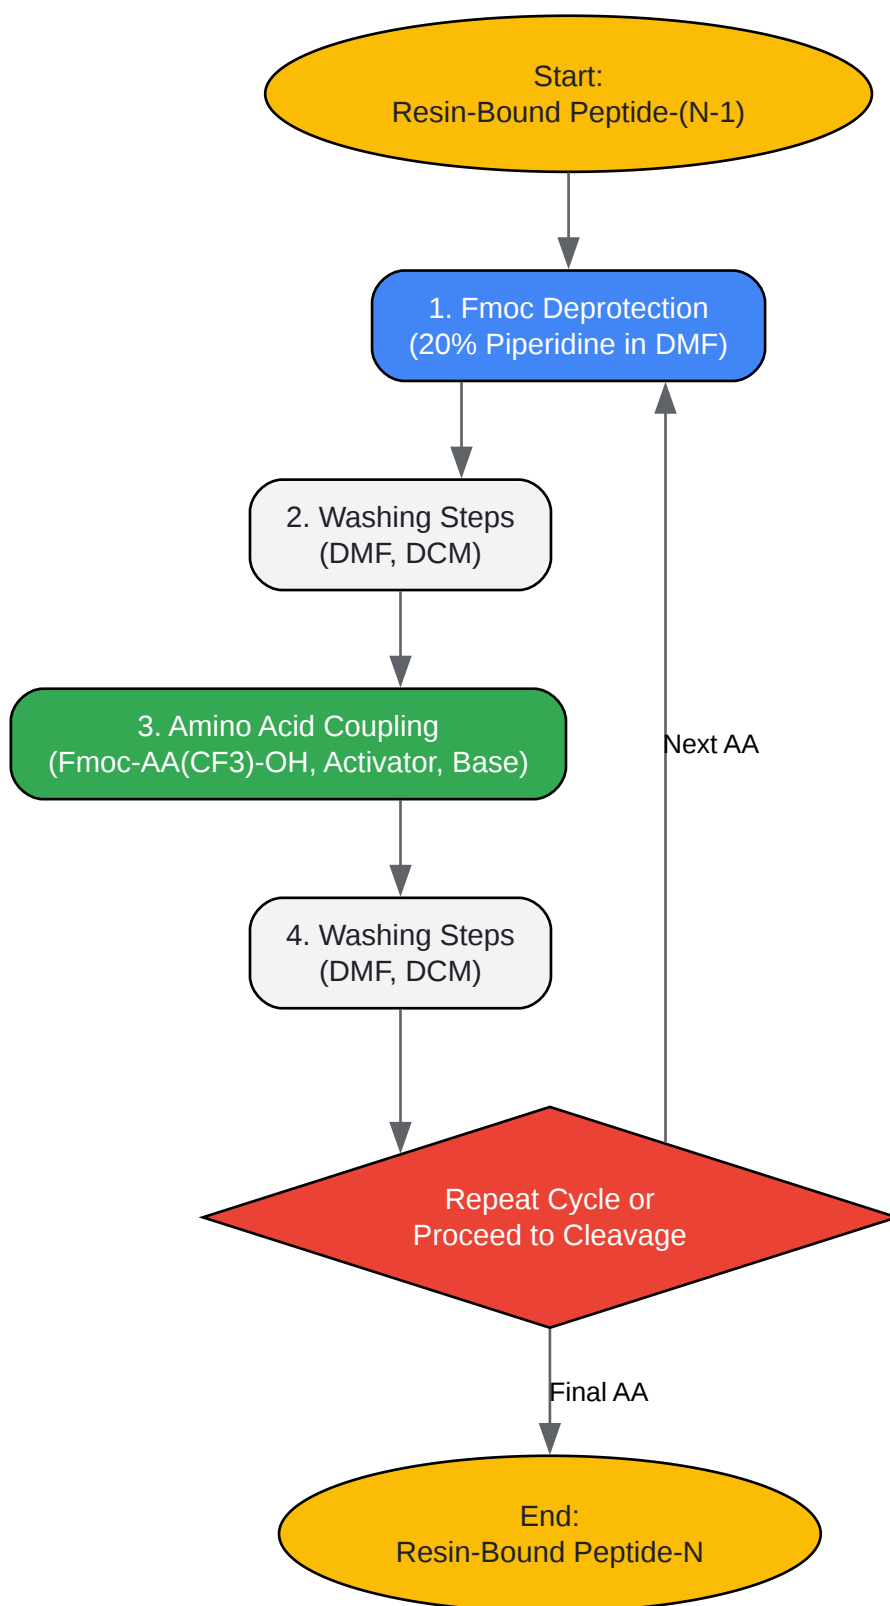 Start:
Resin-Bound Peptide-(N-1)
1. Fmoc Deprotection
(20% Piperidine in DMF)
2. Washing Steps
(DMF, DCM)
3. Amino Acid Coupling
(Fmoc-AA(CF3)-OH, Activator, Base)
Next AA
4. Washing Steps
(DMF, DCM)
Repeat Cycle or
Proceed to Cleavage
Final AA
End:
Resin-Bound Peptide-N